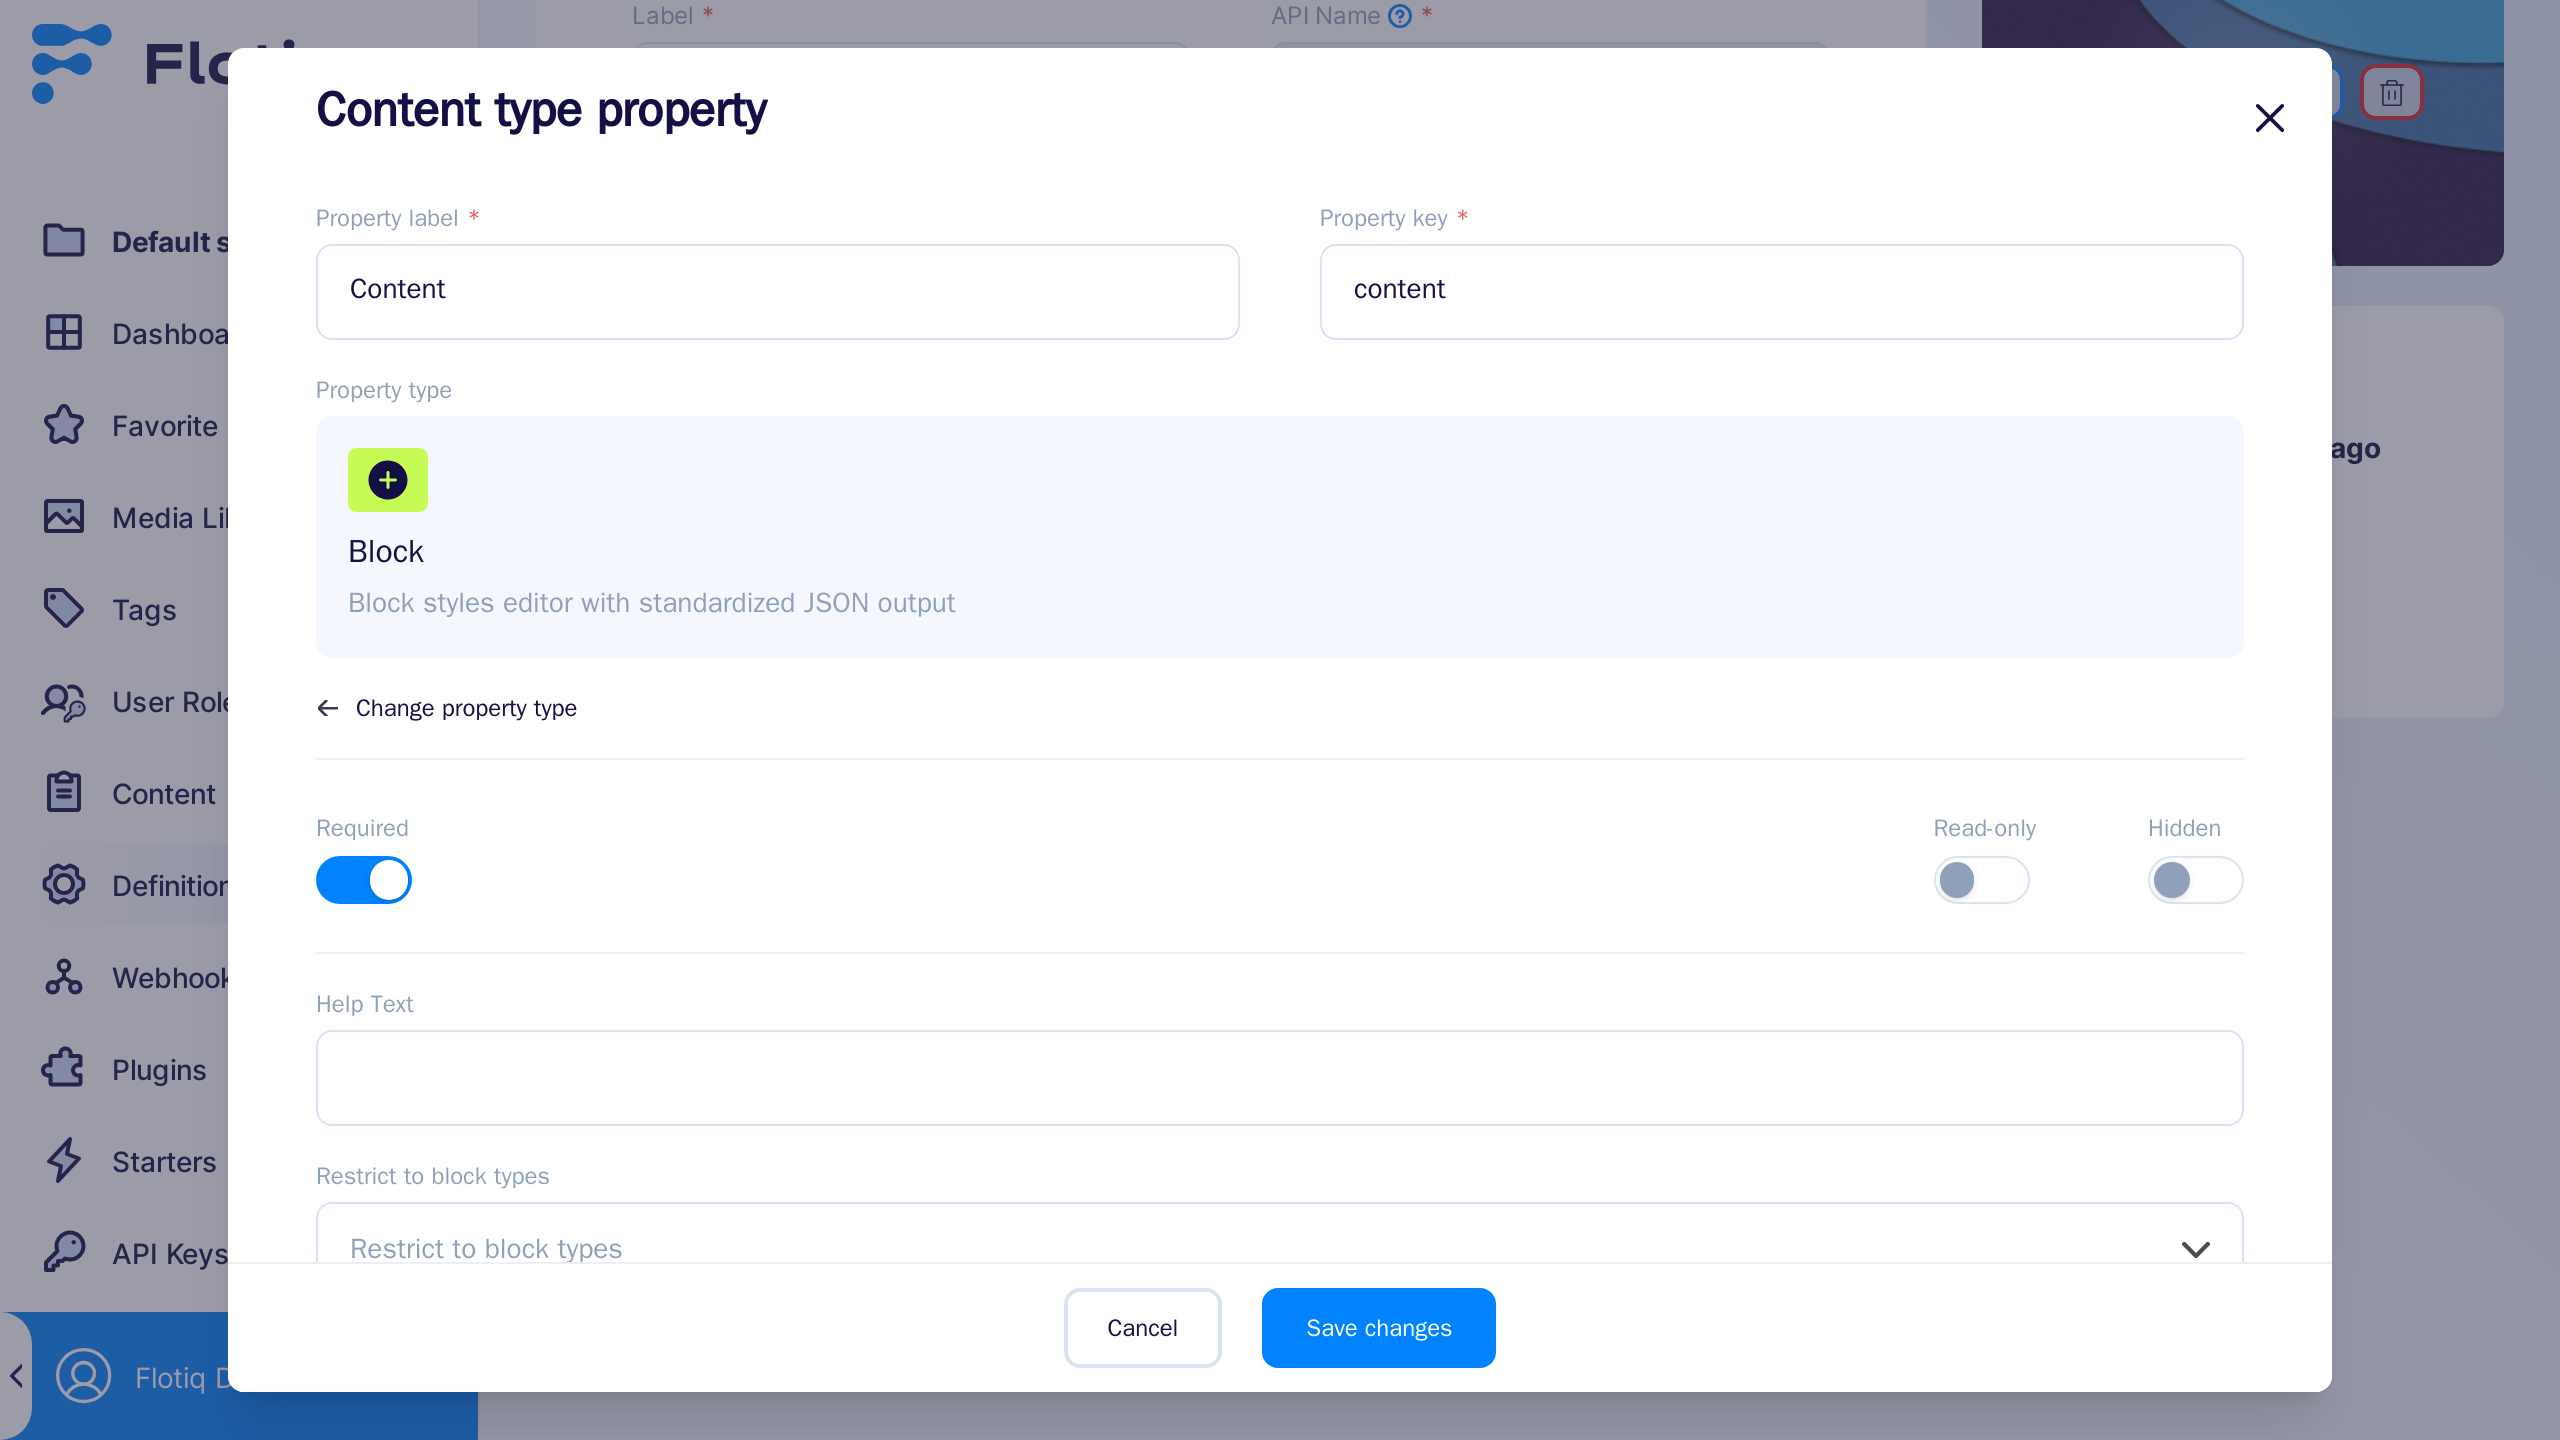 Label *
API Name ? *
Content type property
Property label *
Property key *
Content
content
Property type
Block
Block styles editor with standardized JSON output
Change property type
Required
Read-only
Hidden
Help Text
Restrict to block types
Restrict to block types
Cancel
Save changes
Default s
Dashboa
Favorite
Media Li
Tags
User Role
Content
Definition
Webhook
Plugins
Starters
API Keys
Flotiq D
ago